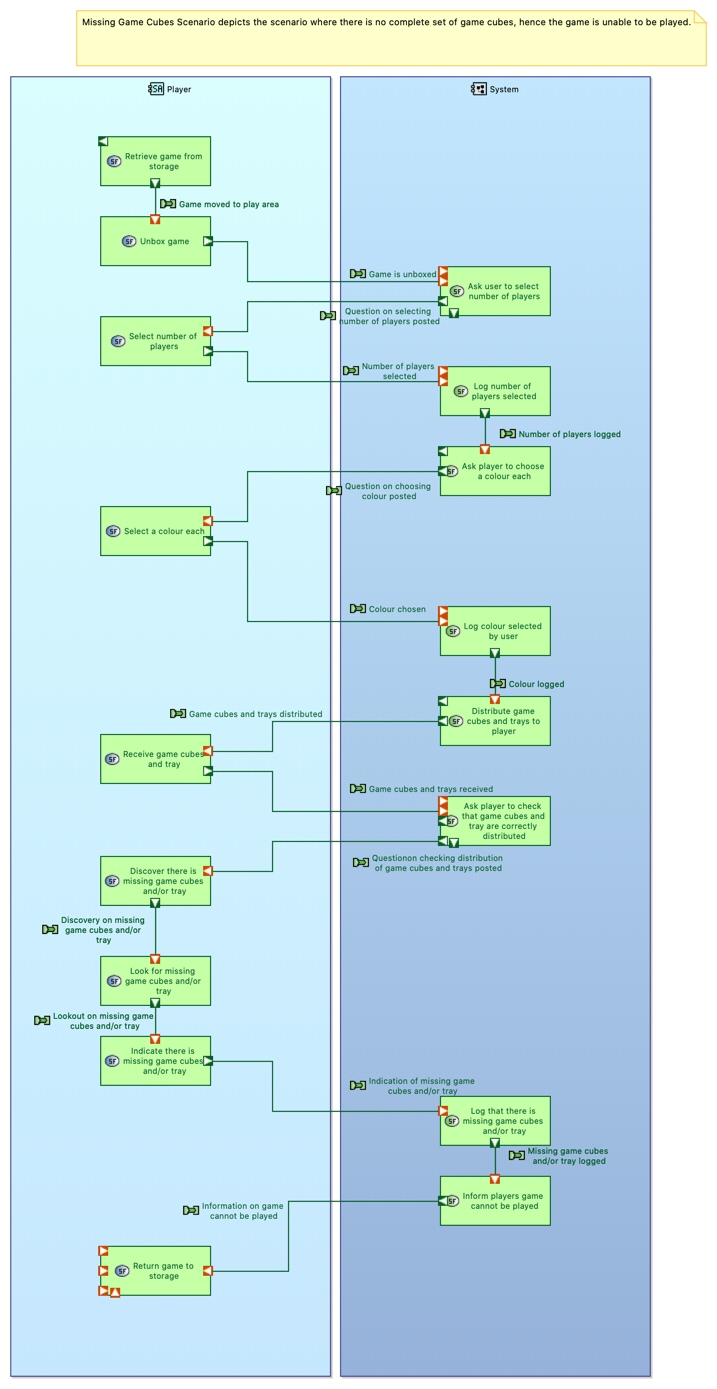 Missing Game Cubes Scenario depicts the scenario where there is no complete set of game cubes, hence the game is unable to be played.
SA Player
System
SF Retrieve game from
storage
Game moved to play area
SF Unbox game
Game is unboxed
SF Ask user to select
number of players
Question on selecting
number of players posted
SF Select number of
players
Number of players
selected
SF Log number of
players selected
Number of players logged
SF Ask player to choose
a colour each
Question on choosing
colour posted
SF Select a colour each
Colour chosen
SF Log colour selected
by user
Colour logged
SF Distribute game
cubes and trays to
player
Game cubes and trays distributed
SF Receive game cubes
and tray
Game cubes and trays received
SF Ask player to check
that game cubes and
tray are correctly
distributed
Questionon checking distribution
of game cubes and trays posted
SF Discover there is
missing game cubes
and/or tray
Discovery on missing
game cubes and/or
tray
SF Look for missing
game cubes and/or
tray
Lookout on missing game
cubes and/or tray
SF Indicate there is
missing game cubes
and/or tray
Indication of missing game
cubes and/or tray
SF Log that there is
missing game cubes
and/or tray
Missing game cubes
and/or tray logged
SF Inform players game
cannot be played
Information on game
cannot be played
SF Return game to
storage